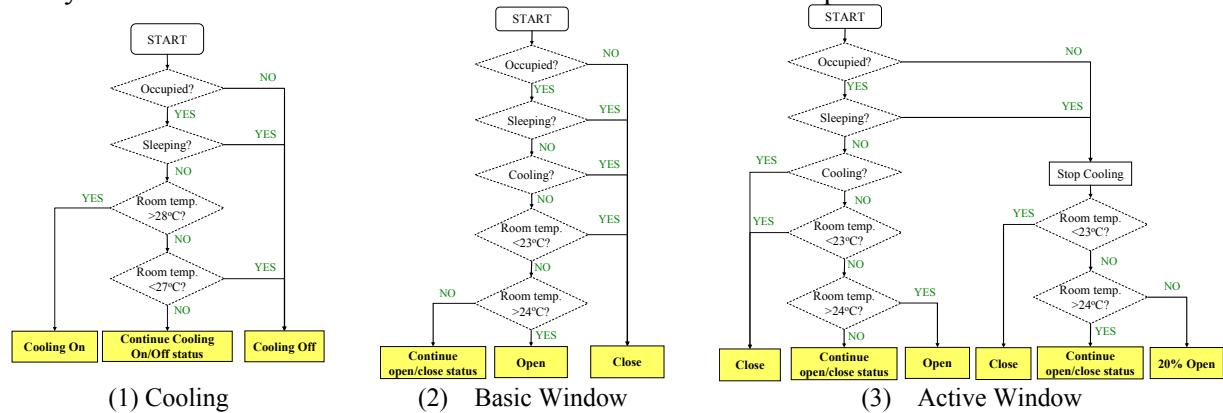 START
Occupied?
NO
YES
Sleeping?
YES
NO
Room temp.
>28°C?
YES
NO
Room temp.
<27°C?
YES
NO
Cooling On
Continue Cooling
On/Off status
Cooling Off
(1) Cooling
START
Occupied?
NO
YES
Sleeping?
YES
NO
Cooling?
YES
NO
Room temp.
<23°C?
YES
NO
Room temp.
>24°C?
NO
YES
Continue
open/close status
Open
Close
(2) Basic Window
START
Occupied?
NO
YES
Sleeping?
YES
NO
Cooling?
YES
NO
Room temp.
<23°C?
YES
NO
Room temp.
>24°C?
YES
NO
Close
Continue
open/close status
Open
Stop Cooling
Room temp.
<23°C?
YES
NO
Room temp.
>24°C?
NO
YES
Close
Continue
open/close status
20% Open
(3) Active Window